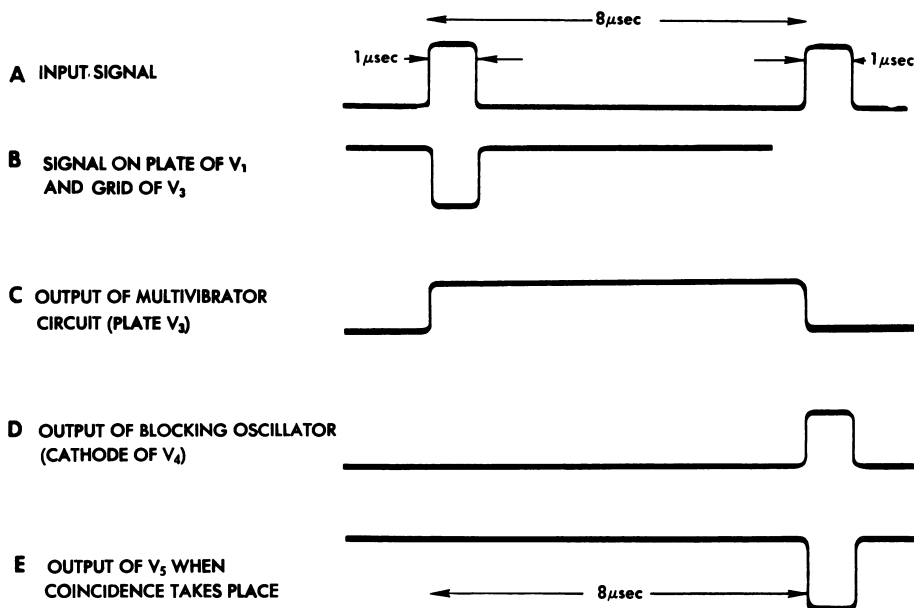 8μsec
1μsec
1μsec
A INPUT SIGNAL
B SIGNAL ON PLATE OF V₁
AND GRID OF V₃
C OUTPUT OF MULTIVIBRATOR
CIRCUIT (PLATE V₃)
D OUTPUT OF BLOCKING OSCILLATOR
(CATHODE OF V₄)
E OUTPUT OF V₅ WHEN
COINCIDENCE TAKES PLACE
8μsec